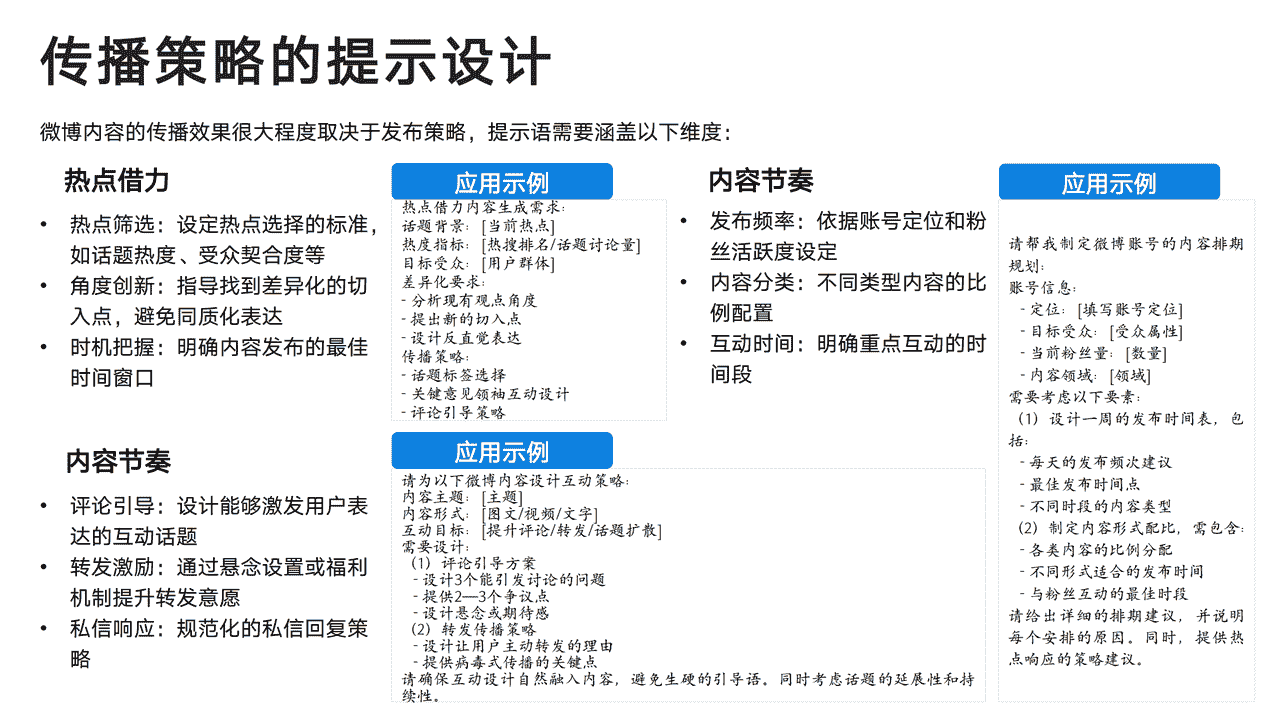 传播策略的提示设计
微博内容的传播效果很大程度取决于发布策略，提示语需要涵盖以下维度：
热点借力
• 热点筛选：设定热点选择的标准，
如话题热度、受众契合度等
• 角度创新：指导找到差异化的切
入点，避免同质化表达
• 时机把握：明确内容发布的最佳
时间窗口
应用示例
热点借力内容生成需求：
话题背景：[当前热点]
热度指标：[热搜排名/话题讨论量]
目标受众：[用户群体]
差异化要求：
- 分析现有观点角度
- 提出新的切入点
- 设计反直觉表达
传播策略：
- 话题标签选择
- 关键意见领袖互动设计
- 评论引导策略
内容节奏
• 发布频率：依据账号定位和粉
丝活跃度设定
• 内容分类：不同类型内容的比
例配置
• 互动时间：明确重点互动的时
间段
应用示例
请帮我制定微博账号的内容排期
规划：
账号信息：
- 定位：[填写账号定位]
- 目标受众：[受众属性]
- 当前粉丝量：[数量]
- 内容领域：[领域]
需要考虑以下要素：
（1）设计一周的发布时间表，包
括：
- 每天的发布频次建议
- 最佳发布时间点
- 不同时段的内容类型
（2）制定内容形式配比，需包含：
- 各类内容的比例分配
- 不同形式适合的发布时间
- 与粉丝互动的最佳时段
请给出详细的排期建议，并说明
每个安排的原因。同时，提供热
点响应的策略建议。
内容节奏
• 评论引导：设计能够激发用户表
达的互动话题
• 转发激励：通过悬念设置或福利
机制提升转发意愿
• 私信响应：规范化的私信回复策
略
应用示例
请为以下微博内容设计互动策略：
内容主题：[主题]
内容形式：[图文/视频/文字]
互动目标：[提升评论/转发/话题扩散]
需要设计：
（1）评论引导方案
- 设计3个能引发讨论的问题
- 提供2—3个争议点
- 设计悬念或期待感
（2）转发传播策略
- 设计让用户主动转发的理由
- 提供病毒式传播的关键点
请确保互动设计自然融入内容，避免生硬的引导语。同时考虑话题的延展性和持
续性。